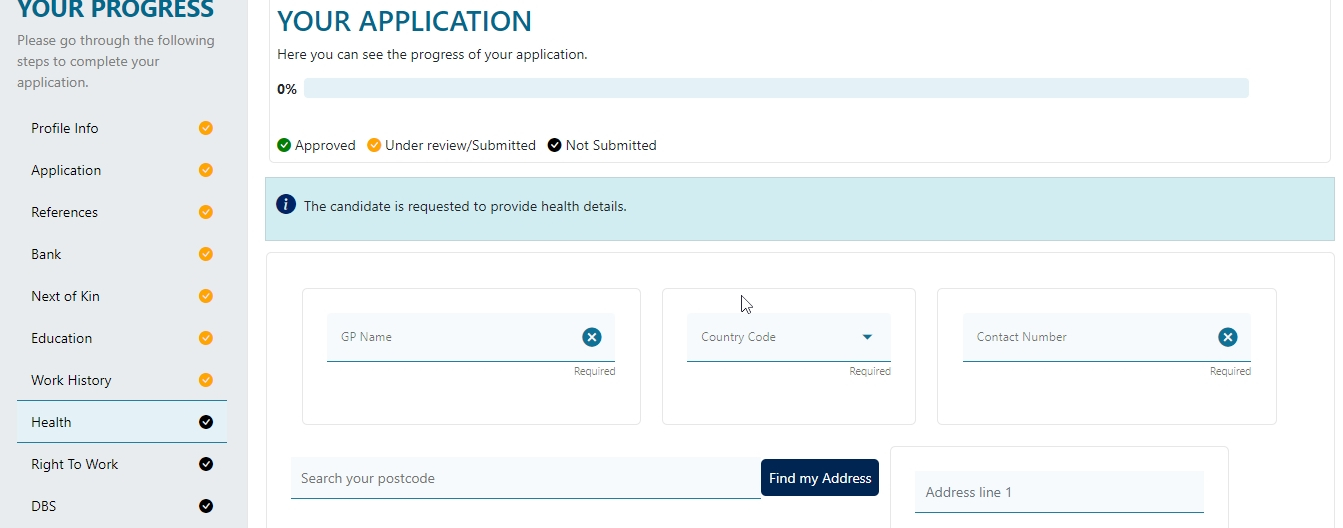 YOUR PROGRESS
Please go through the following
steps to complete your
application.
Profile Info
Application
References
Bank
Next of Kin
Education
Work History
Health
Right To Work
DBS
YOUR APPLICATION
Here you can see the progress of your application.
0%
Approved Under review/Submitted Not Submitted
The candidate is requested to provide health details.
GP Name Country Code Contact Number
Required Required Required
Search your postcode Find my Address Address line 1